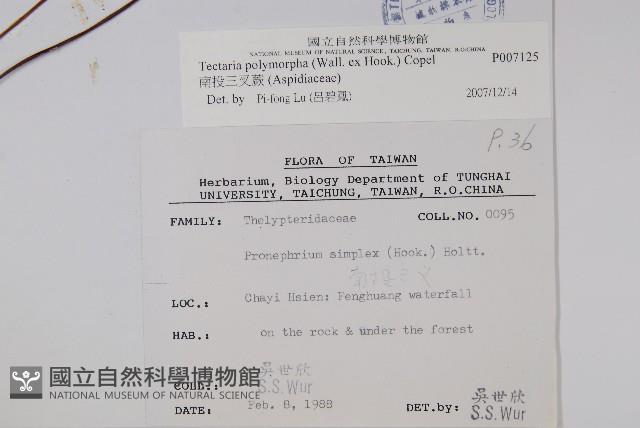 國立自然科學博物館
NATIONAL MUSEUM OF NATURAL SCIENCE, TAICHUNG, TAIWAN, R.O.CHINA
Tectaria polymorpha (Wall. ex Hook.) Copel P007125
南投三叉蕨 (Aspidiaceae)
Det. by Pi-fong Lu (呂碧鳳)
2007/12/14
P.36
FLORA OF TAIWAN
Herbarium, Biology Department of TUNGHAI
UNIVERSITY, TAICHUNG, TAIWAN, R.O.CHINA
FAMILY: Thelypteridaceae COLL.NO. 0095
Pronephrium simplex (Hook.) Holtt.
南投三叉
LOC.: Chayi Hsien: Fenghuang waterfall
HAB.: on the rock & under the forest
COLL.: 吳世欣
S.S.Wur
DATE: Feb. 8, 1988
DET.by: 吳世欣
S.S.Wur
國立自然科學博物館
NATIONAL MUSEUM OF NATURAL SCIENCE